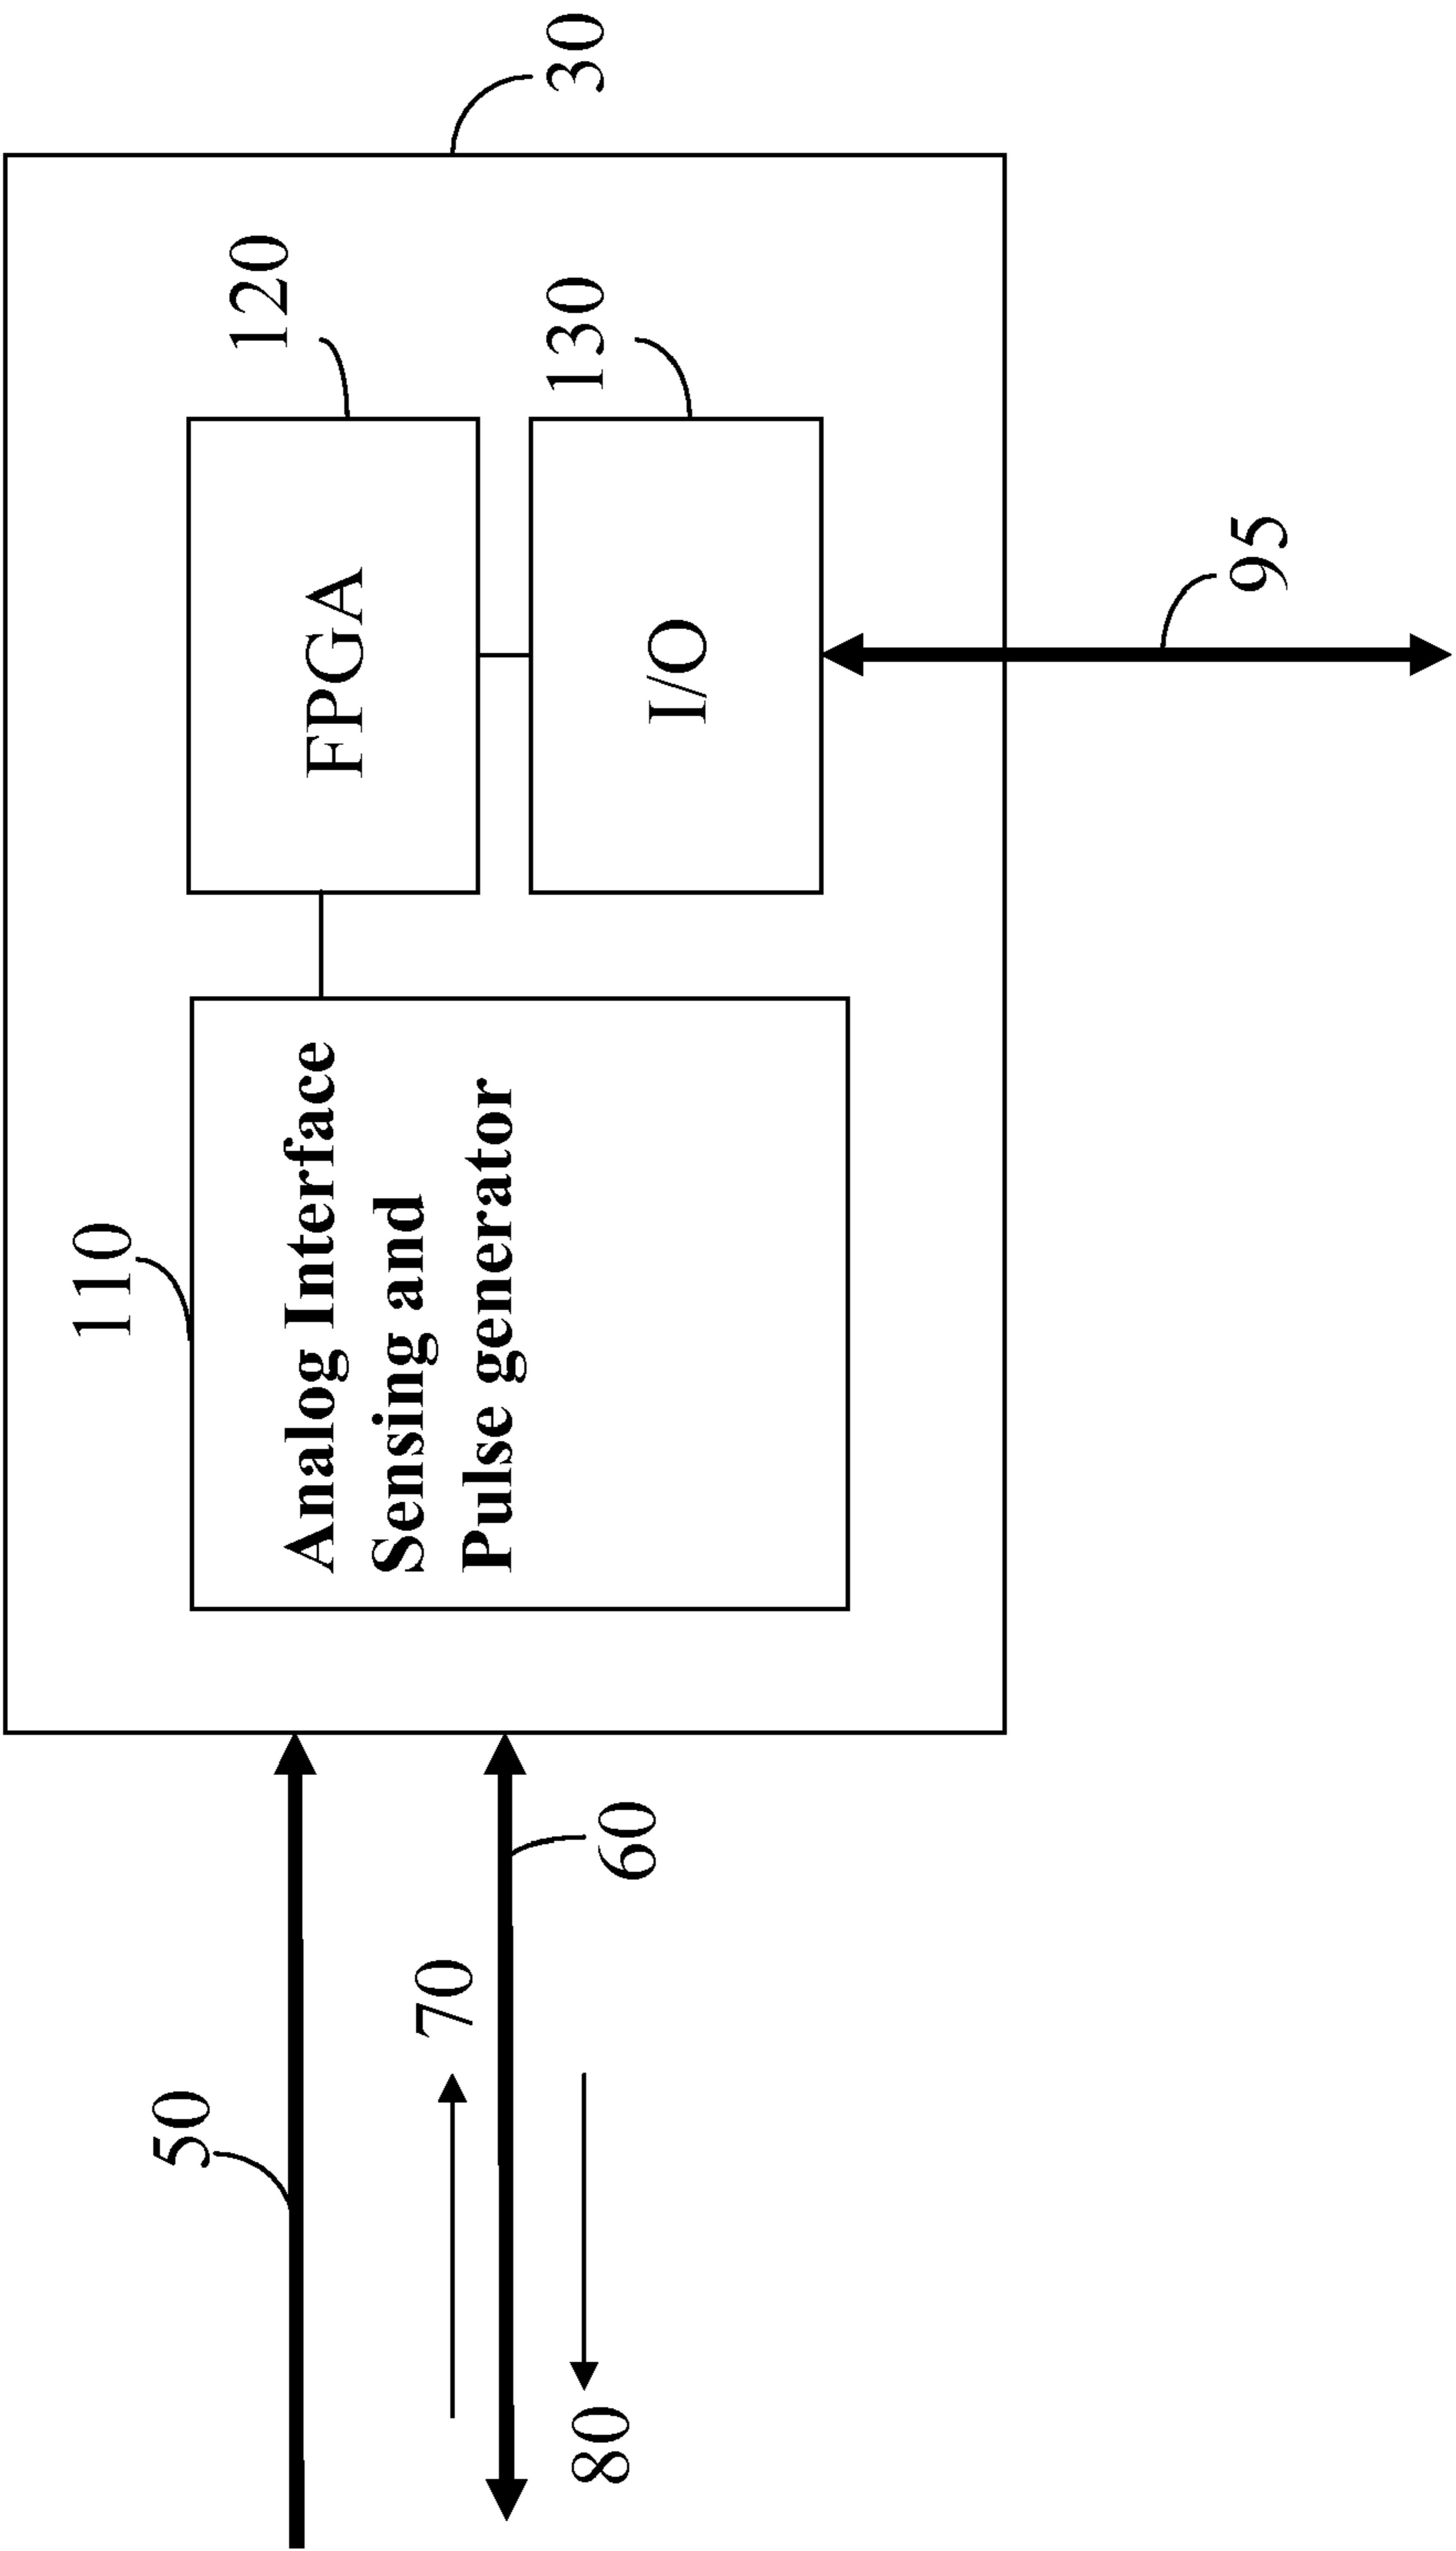 30
120
130
FPGA
I/O
95
110
Analog Interface
Sensing and
Pulse generator
50
70
60
80